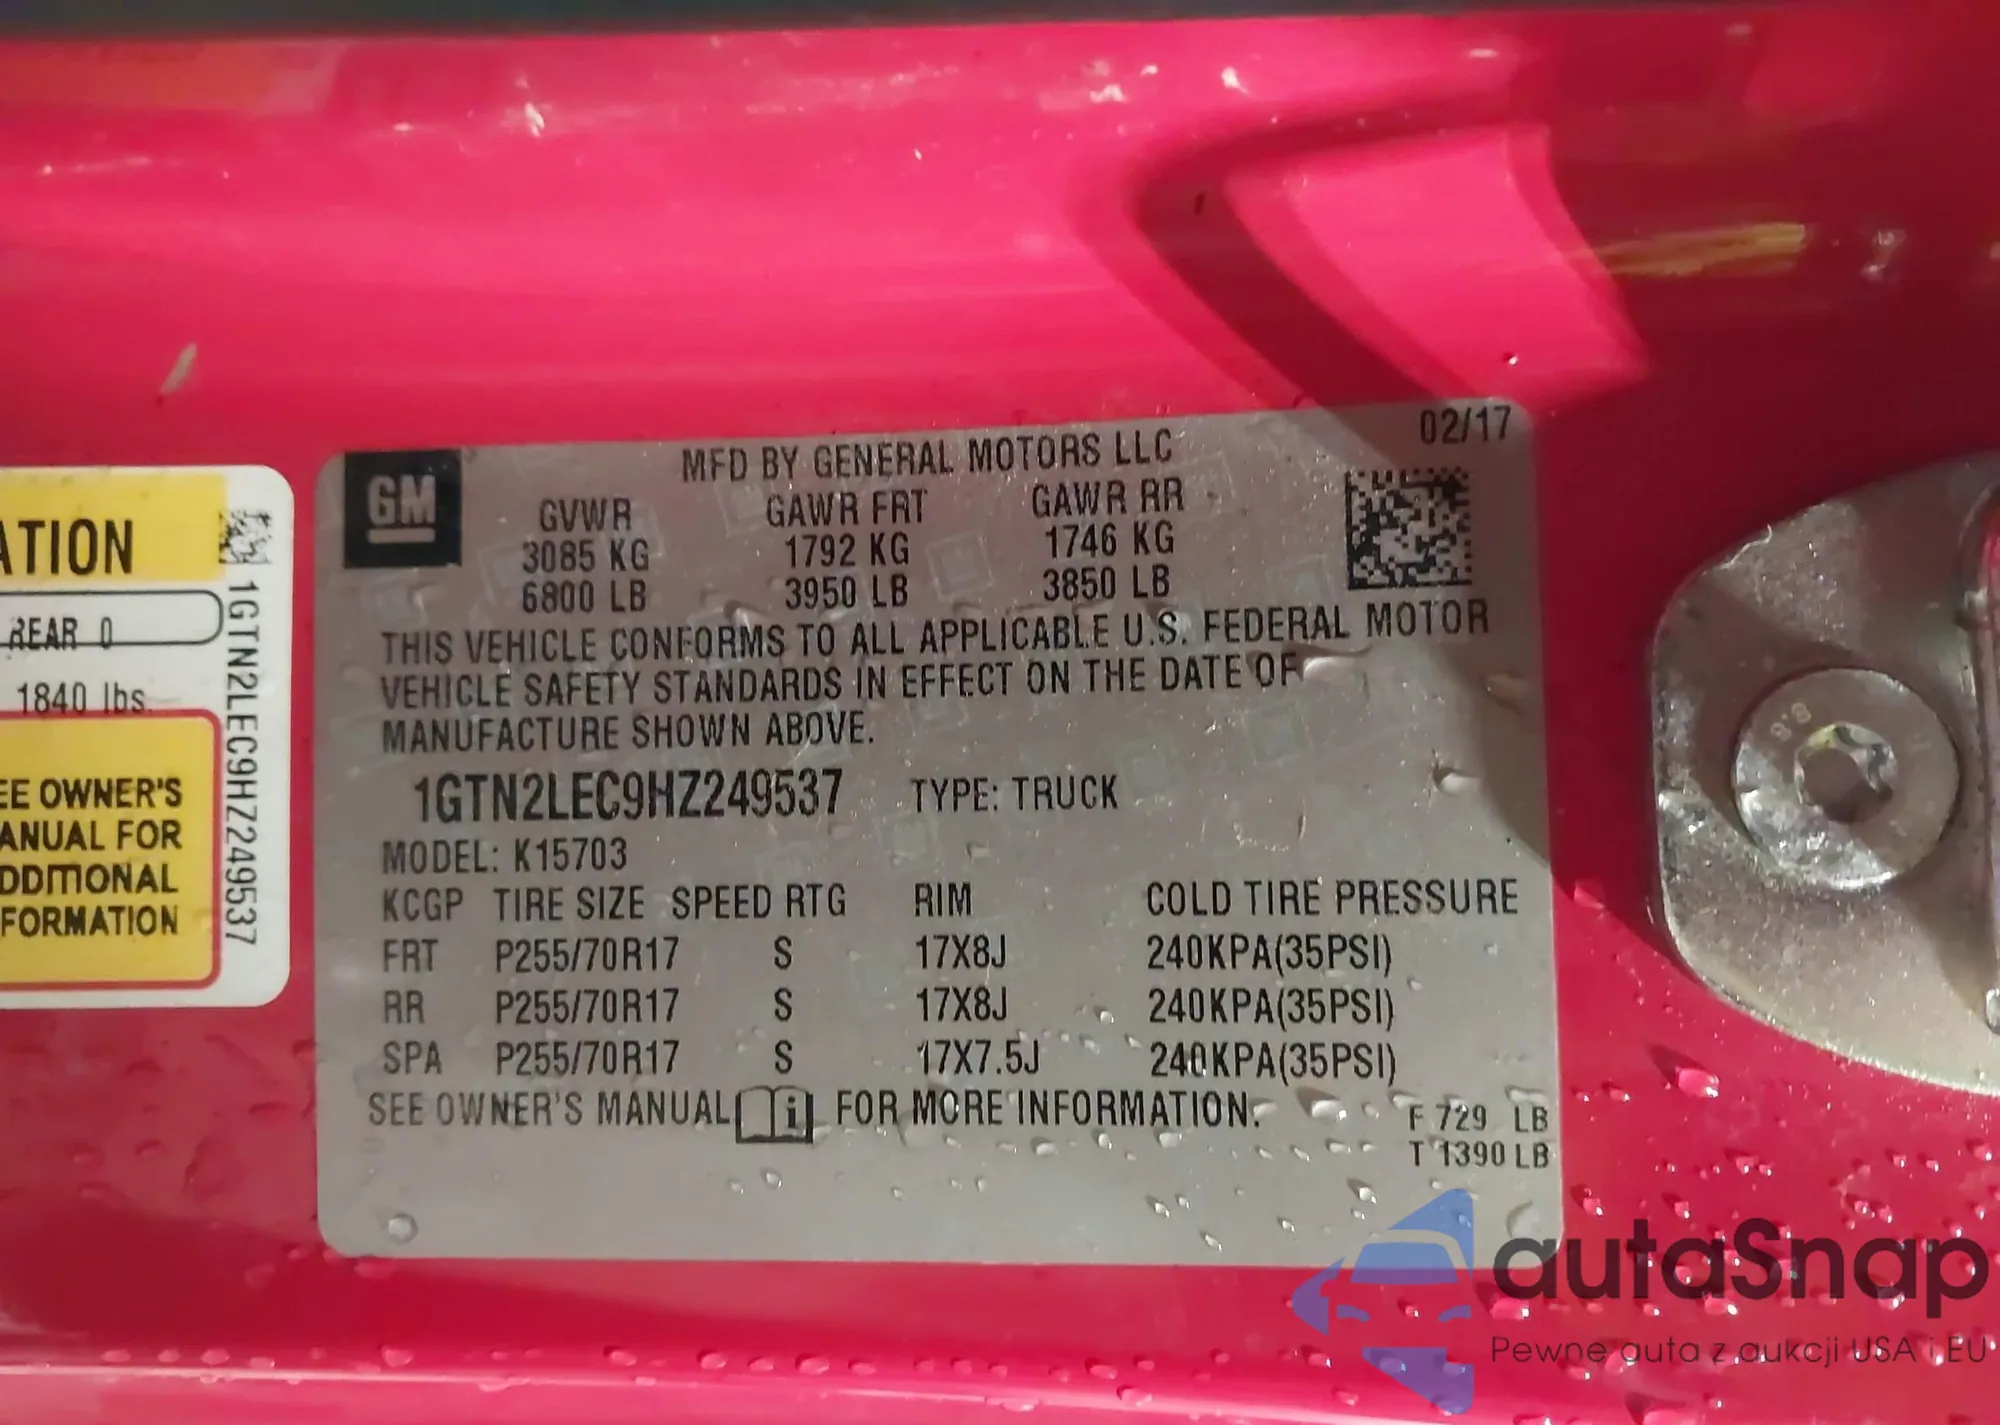 ATION
REAR 0
1840 lbs.
EE OWNER'S
ANUAL FOR
DDITIONAL
FORMATION
1GTN2LEC9HZ249537
GM
MFD BY GENERAL MOTORS LLC
02/17
GVWR GAWR FRT GAWR RR
3085 KG 1792 KG 1746 KG
6800 LB 3950 LB 3850 LB
THIS VEHICLE CONFORMS TO ALL APPLICABLE U.S. FEDERAL MOTOR
VEHICLE SAFETY STANDARDS IN EFFECT ON THE DATE OF
MANUFACTURE SHOWN ABOVE.
1GTN2LEC9HZ249537 TYPE: TRUCK
MODEL: K15703
KCGP TIRE SIZE SPEED RTG RIM COLD TIRE PRESSURE
FRT P255/70R17 S 17X8J 240KPA(35PSI)
RR P255/70R17 S 17X8J 240KPA(35PSI)
SPA P255/70R17 S 17X7.5J 240KPA(35PSI)
SEE OWNER'S MANUAL i FOR MORE INFORMATION.
F 729 LB
T 1390 LB
8.8
autaSnap
Pewne auta z aukcji USA i EU